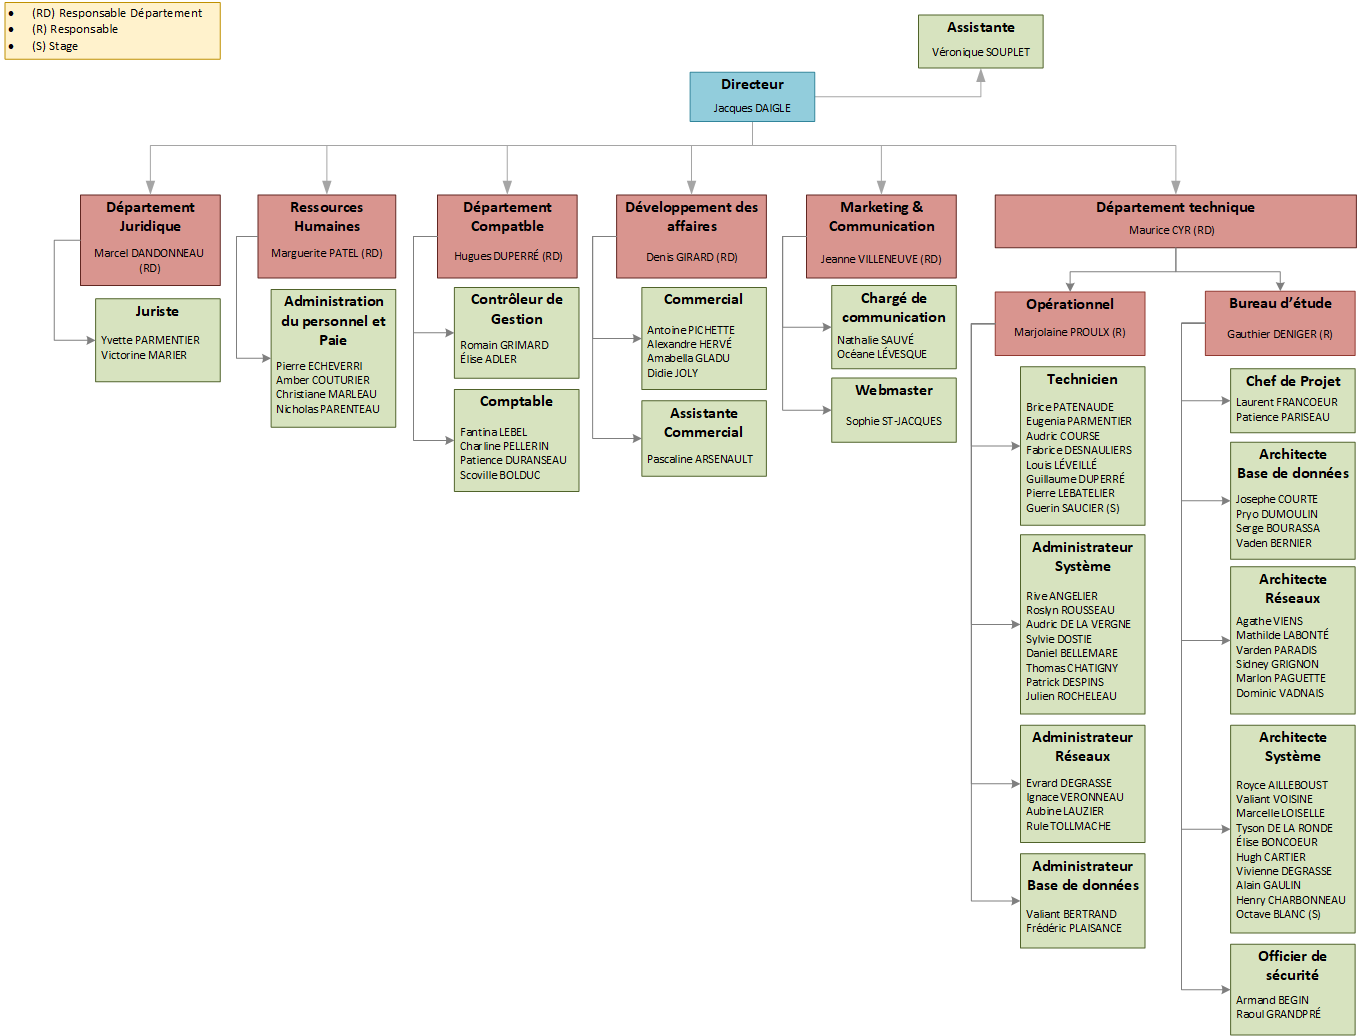 (RD) Responsable Département
(R) Responsable
(S) Stage
Assistante
Véronique SOUPLET
Directeur
Jacques DAIGLE
Département
Juridique
Marcel DANDONNEAU
(RD)
Juriste
Yvette PARMENTIER
Victorine MARIER
Ressources
Humaines
Marguerite PATEL (RD)
Administration
du personnel et
Paie
Pierre ECHEVERRI
Amber COUTURIER
Christiane MARLEAU
Nicholas PARENTEAU
Département
Compatble
Hugues DUPERRÉ (RD)
Contrôleur de
Gestion
Romain GRIMARD
Élise ADLER
Comptable
Fantina LEBEL
Charline PELLERIN
Patience DURANSEAU
Scoville BOLDUC
Développement des
affaires
Denis GIRARD (RD)
Commercial
Antoine PICHETTE
Alexandre HERVÉ
Amabella GLADU
Didie JOLY
Assistante
Commercial
Pascaline ARSENAULT
Marketing &
Communication
Jeanne VILLENEUVE (RD)
Chargé de
communication
Nathalie SAUVÉ
Océane LÉVESQUE
Webmaster
Sophie ST-JACQUES
Département technique
Maurice CYR (RD)
Opérationnel
Marjolaine PROULX (R)
Technicien
Brice PATENAUDE
Eugenia PARMENTIER
Audric COURSE
Fabrice DESNAULIERS
Louis LÉVEILLÉ
Guillaume DUPERRÉ
Pierre LEBATELIER
Guerin SAUCIER (S)
Administrateur
Système
Rive ANGELIER
Roslyn ROUSSEAU
Audric DE LA VERGNE
Sylvie DOSTIE
Daniel BELLEMARE
Thomas CHATIGNY
Patrick DESPINS
Julien ROCHELEAU
Administrateur
Réseaux
Evrard DEGRASSE
Ignace VERONNEAU
Aubine LAUZIER
Rule TOLLMACHE
Administrateur
Base de données
Valiant BERTRAND
Frédéric PLAISANCE
Bureau d'étude
Gauthier DENIGER (R)
Chef de Projet
Laurent FRANCOEUR
Patience PARISEAU
Architecte
Base de données
Josephe COURTE
Pryo DUMOULIN
Serge BOURASSA
Vaden BERNIER
Architecte
Réseaux
Agathe VIENS
Mathilde LABONTÉ
Varden PARADIS
Sidney GRIGNON
Marlon PAGUETTE
Dominic VADNAIS
Architecte
Système
Royce AILLEBOUST
Valiant VOISINE
Marcelle LOISELLE
Tyson DE LA RONDE
Élise BONCOEUR
Hugh CARTIER
Vivienne DEGRASSE
Alain GAULIN
Henry CHARBONNEAU
Octave BLANC (S)
Officier de
sécurité
Armand BEGIN
Raoul GRANDPRÉ